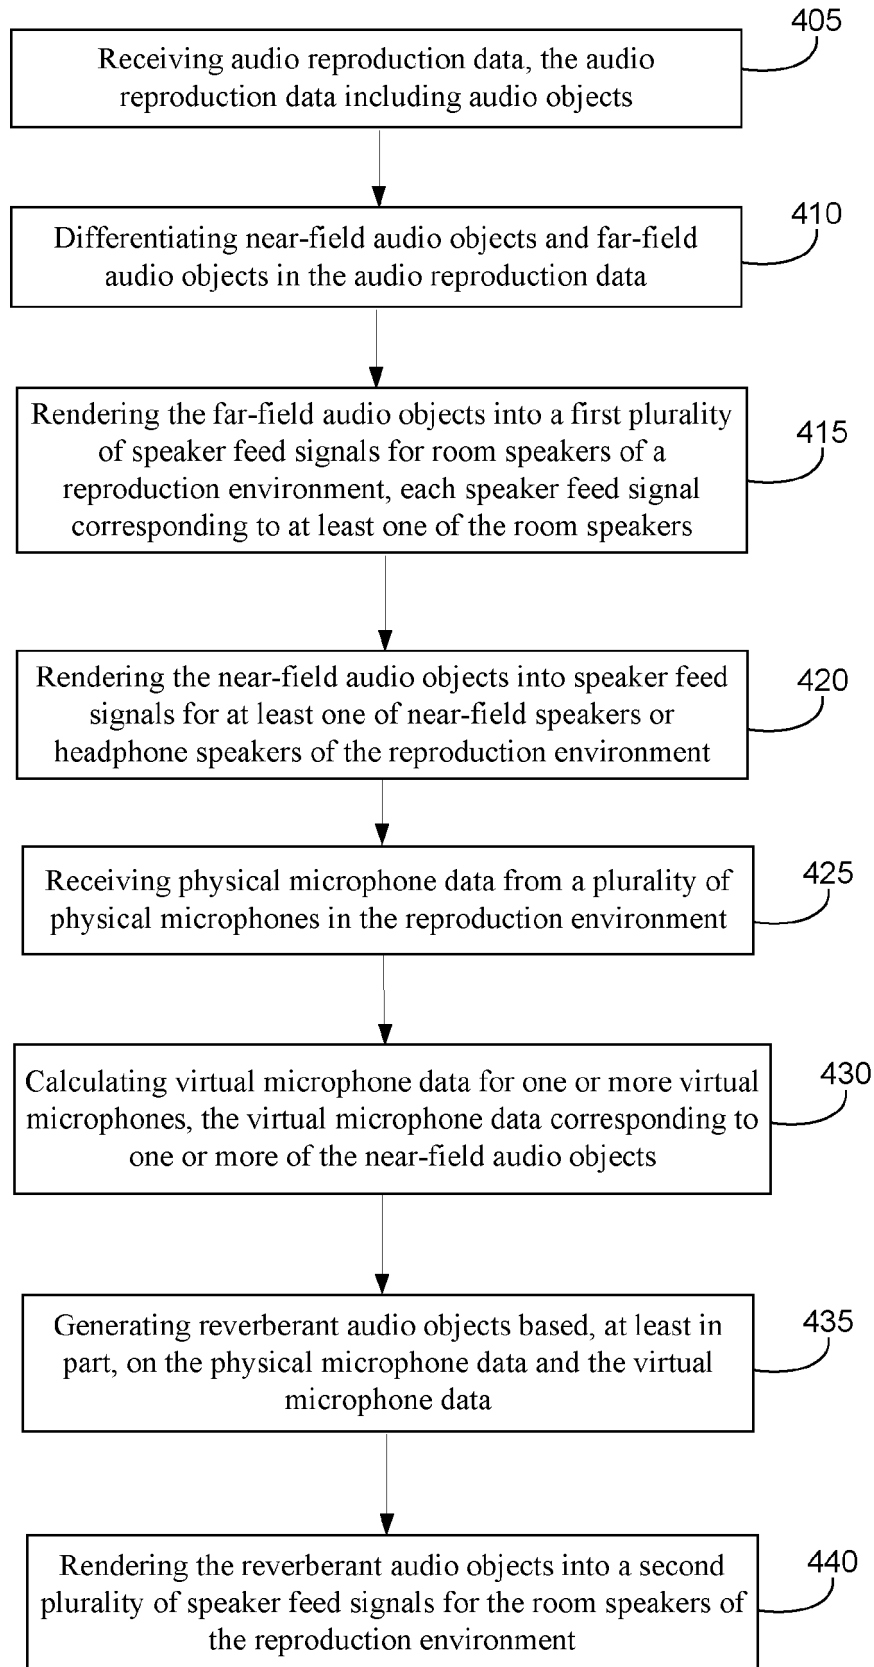 405
Receiving audio reproduction data, the audio
reproduction data including audio objects
410
Differentiating near-field audio objects and far-field
audio objects in the audio reproduction data
415
Rendering the far-field audio objects into a first plurality
of speaker feed signals for room speakers of a
reproduction environment, each speaker feed signal
corresponding to at least one of the room speakers
420
Rendering the near-field audio objects into speaker feed
signals for at least one of near-field speakers or
headphone speakers of the reproduction environment
425
Receiving physical microphone data from a plurality of
physical microphones in the reproduction environment
430
Calculating virtual microphone data for one or more virtual
microphones, the virtual microphone data corresponding to
one or more of the near-field audio objects
435
Generating reverberant audio objects based, at least in
part, on the physical microphone data and the virtual
microphone data
440
Rendering the reverberant audio objects into a second
plurality of speaker feed signals for the room speakers of
the reproduction environment